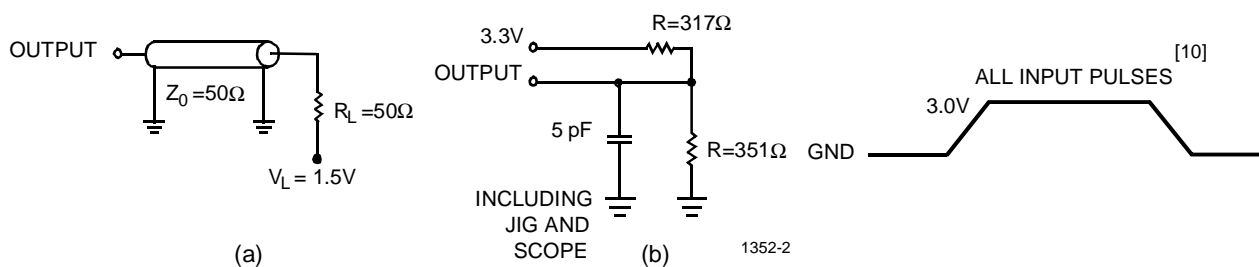 OUTPUT
Z0 =50Ω
RL =50Ω
VL = 1.5V
(a)
R=317Ω
3.3V
OUTPUT
5 pF
R=351Ω
INCLUDING
JIG AND
SCOPE
(b)
1352-2
ALL INPUT PULSES[10]
3.0V
GND